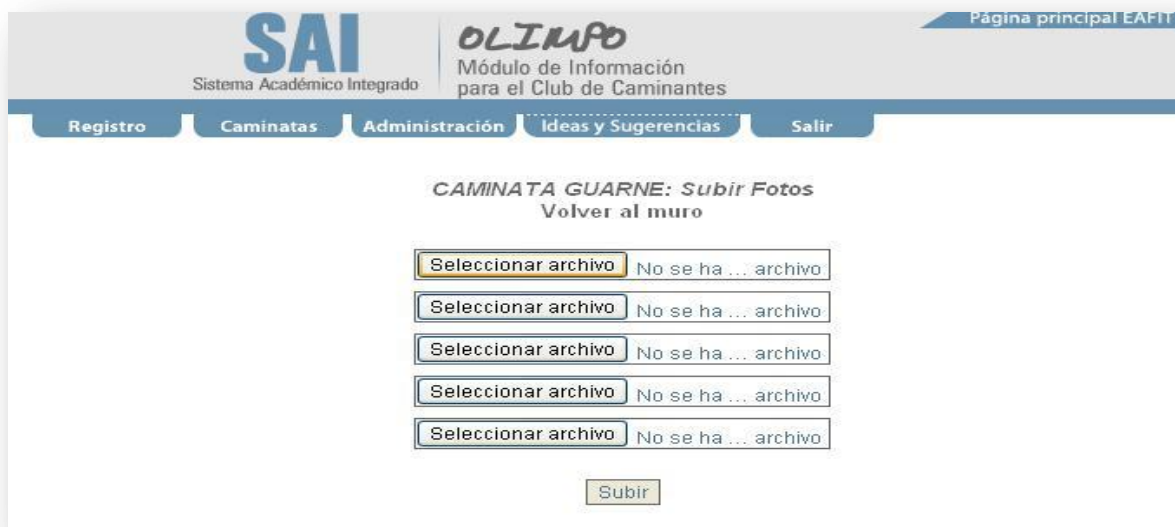 Página principal EAFIT
SAI
Sistema Académico Integrado
OLIMPO
Módulo de Información
para el Club de Caminantes
Registro Caminatas Administración Ideas y Sugerencias Salir
CAMINATA GUARNE: Subir Fotos
Volver al muro
Seleccionar archivo No se ha ... archivo
Seleccionar archivo No se ha ... archivo
Seleccionar archivo No se ha ... archivo
Seleccionar archivo No se ha ... archivo
Seleccionar archivo No se ha ... archivo
Subir